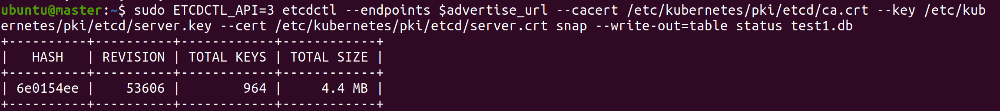 ubuntu@master:~$ sudo ETCDCTL_API=3 etcdctl --endpoints $advertise_url --cacert /etc/kubernetes/pki/etcd/ca.crt --key /etc/kub
ernetes/pki/etcd/server.key --cert /etc/kubernetes/pki/etcd/server.crt snap --write-out=table status test1.db
+----------+----------+------------+------------+
|   HASH   | REVISION | TOTAL KEYS | TOTAL SIZE |
+----------+----------+------------+------------+
| 6e0154ee |    53606 |        964 |     4.4 MB |
+----------+----------+------------+------------+